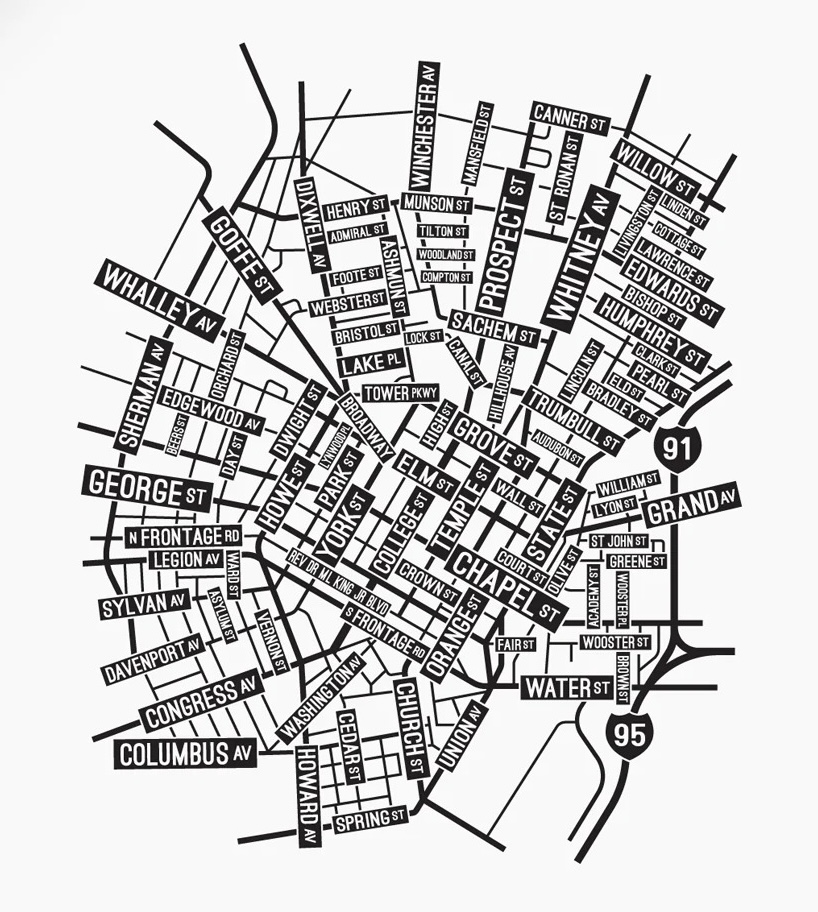 WINCHESTER AV
MANSFIELD ST
CANNER ST
ST RONAN ST
WILLOW ST
DIXWELL AV
HENRY ST
MUNSON ST
PROSPECT ST
WHITNEY AV
LIVINGSTON ST
LINDEN ST
ADMIRAL ST
TILTON ST
COTTAGE ST
GOFFE ST
ASHMUN ST
WOODLAND ST
LAWRENCE ST
WHALLEY AV
FOOTE ST
COMPTON ST
EDWARDS ST
WEBSTER ST
BISHOP ST
BRISTOL ST
LOCK ST
SACHEM ST
HUMPHREY ST
SHERMAN AV
ORCHARD ST
LAKE PL
CANAL ST
HILLHOUSE AV
LINCOLN ST
CLARK ST
PEARL ST
ELD ST
TOWER PKWY
BRADLEY ST
EDGEWOOD AV
BEERS ST
DAY ST
DWIGHT ST
BROADWAY
HIGH ST
GROVE ST
TRUMBULL ST
AUDUBON ST
91
LYNWOOD PL
PARK ST
ELM ST
GEORGE ST
HOWE ST
YORK ST
COLLEGE ST
TEMPLE ST
WALL ST
STATE ST
WILLIAM ST
LYON ST
GRAND AV
N FRONTAGE RD
ST JOHN ST
LEGION AV
WARD ST
REV DR ML KING JR BLVD
CROWN ST
COURT ST
CHAPEL ST
OLIVE ST
GREENE ST
ACADEMY ST
WOOSTER PL
SYLVAN AV
ASYLUM ST
VERNON ST
S FRONTAGE RD
ORANGE ST
FAIR ST
WOOSTER ST
DAVENPORT AV
BROWN ST
CONGRESS AV
WASHINGTON AV
CHURCH ST
WATER ST
COLUMBUS AV
CEDAR ST
UNION AV
95
HOWARD AV
SPRING ST